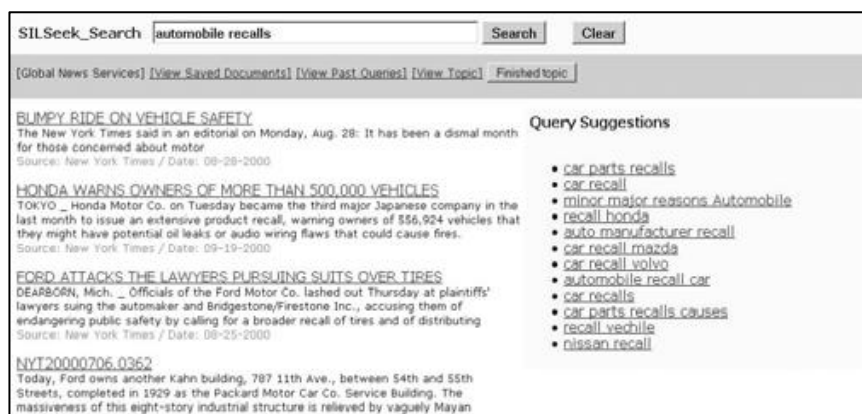 SILSeek_Search automobile recalls Search Clear
[Global News Services] [View Saved Documents] [View Past Queries] [View Topic] Finished topic
BUMPY RIDE ON VEHICLE SAFETY
The New York Times said in an editorial on Monday, Aug. 28: It has been a dismal month
for those concerned about motor
Source: New York Times / Date: 08-28-2000
HONDA WARNS OWNERS OF MORE THAN 500,000 VEHICLES
TOKYO _ Honda Motor Co. on Tuesday became the third major Japanese company in the
last month to issue an extensive product recall, warning owners of 556,924 vehicles that
they might have potential oil leaks or audio wiring flaws that could cause fires.
Source: New York Times / Date: 09-19-2000
FORD ATTACKS THE LAWYERS PURSUING SUITS OVER TIRES
DEARBORN, Mich. _ Officials of the Ford Motor Co. lashed out Thursday at plaintiffs'
lawyers suing the automaker and Bridgestone/Firestone Inc., accusing them of
endangering public safety by calling for a broader recall of tires and of distributing
Source: New York Times / Date: 08-25-2000
NYT20000706.0362
Today, Ford owns another Kahn building, 787 11th Ave., between 54th and 55th
Streets, completed in 1929 as the Packard Motor Car Co. Service Building. The
massiveness of this eight-story industrial structure is relieved by vaguely Mayan
Query Suggestions
• car parts recalls
• car recall
• minor major reasons Automobile
• recall honda
• auto manufacturer recall
• car recall mazda
• car recall volvo
• automobile recall car
• car recalls
• car parts recalls causes
• recall vechile
• nissan recall